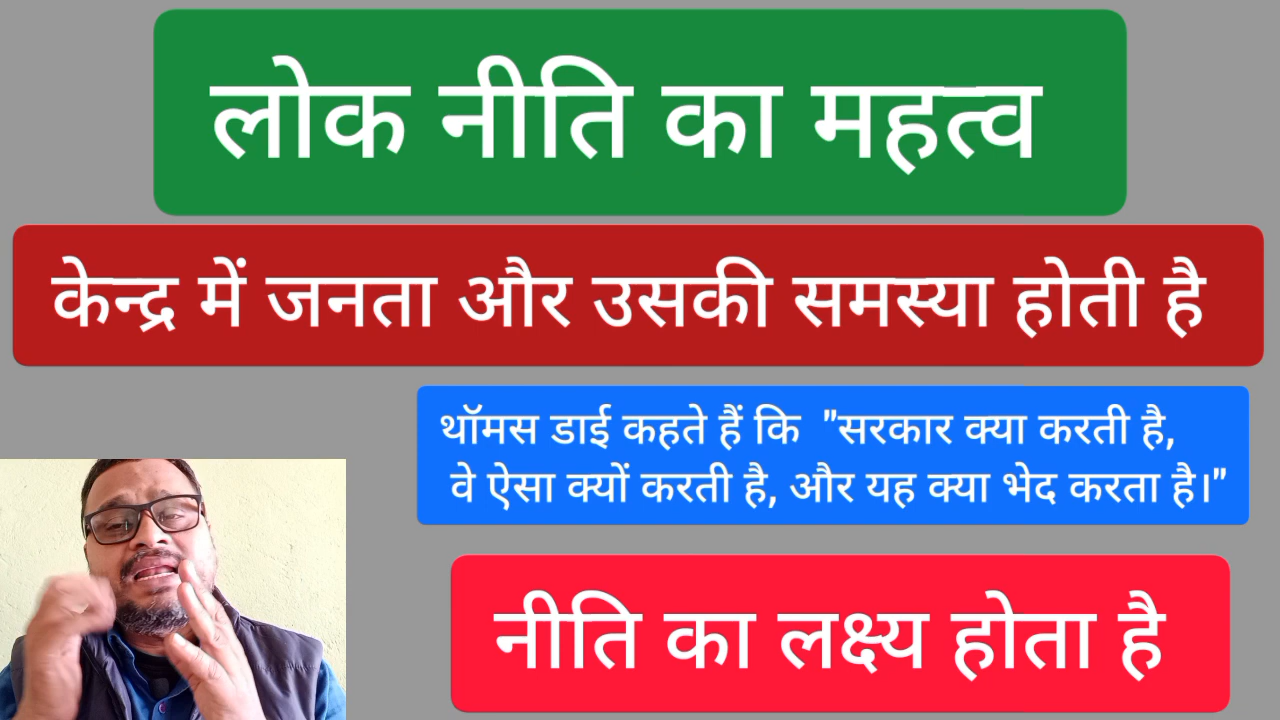 लोक नीति का महत्व
केन्द्र में जनता और उसकी समस्या होती है
थॉमस डाई कहते हैं कि "सरकार क्या करती है,
वे ऐसा क्यों करती है, और यह क्या भेद करता है।"
नीति का लक्ष्य होता है